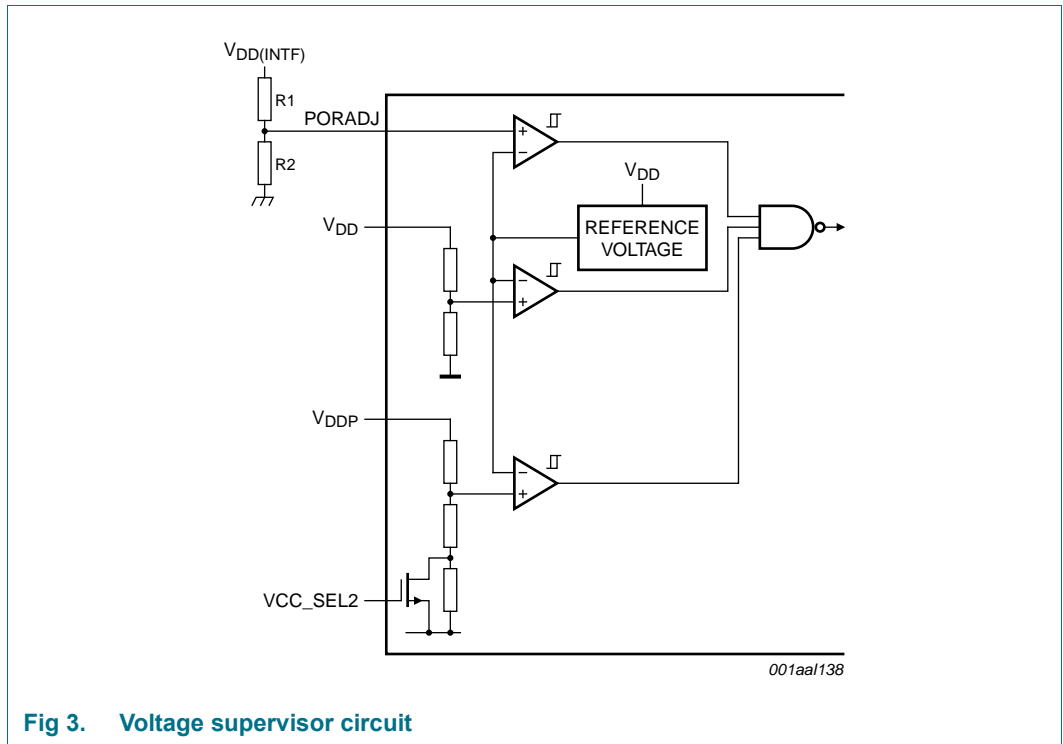 VDD(INTF)
R1
PORADJ
+
−
R2
VDD
REFERENCE
VOLTAGE
VDD
−
+
VDDP
−
+
VCC_SEL2
001aal138
Fig 3. Voltage supervisor circuit